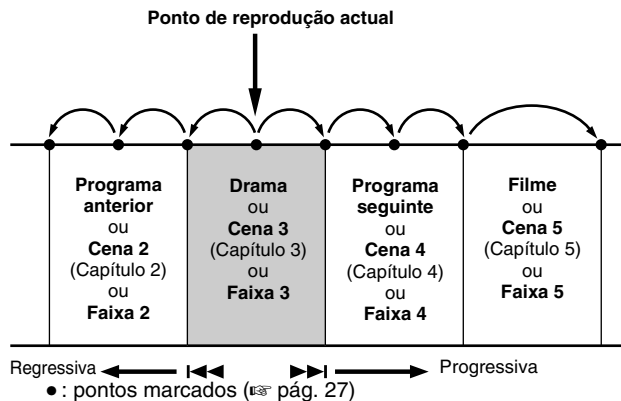 Ponto de reprodução actual
Programa anterior
ou
Cena 2
(Capítulo 2)
ou
Faixa 2
Drama
ou
Cena 3
(Capítulo 3)
ou
Faixa 3
Programa seguinte
ou
Cena 4
(Capítulo 4)
ou
Faixa 4
Filme
ou
Cena 5
(Capítulo 5)
ou
Faixa 5
Regressiva
Progressiva
● : pontos marcados (☞ pág. 27)